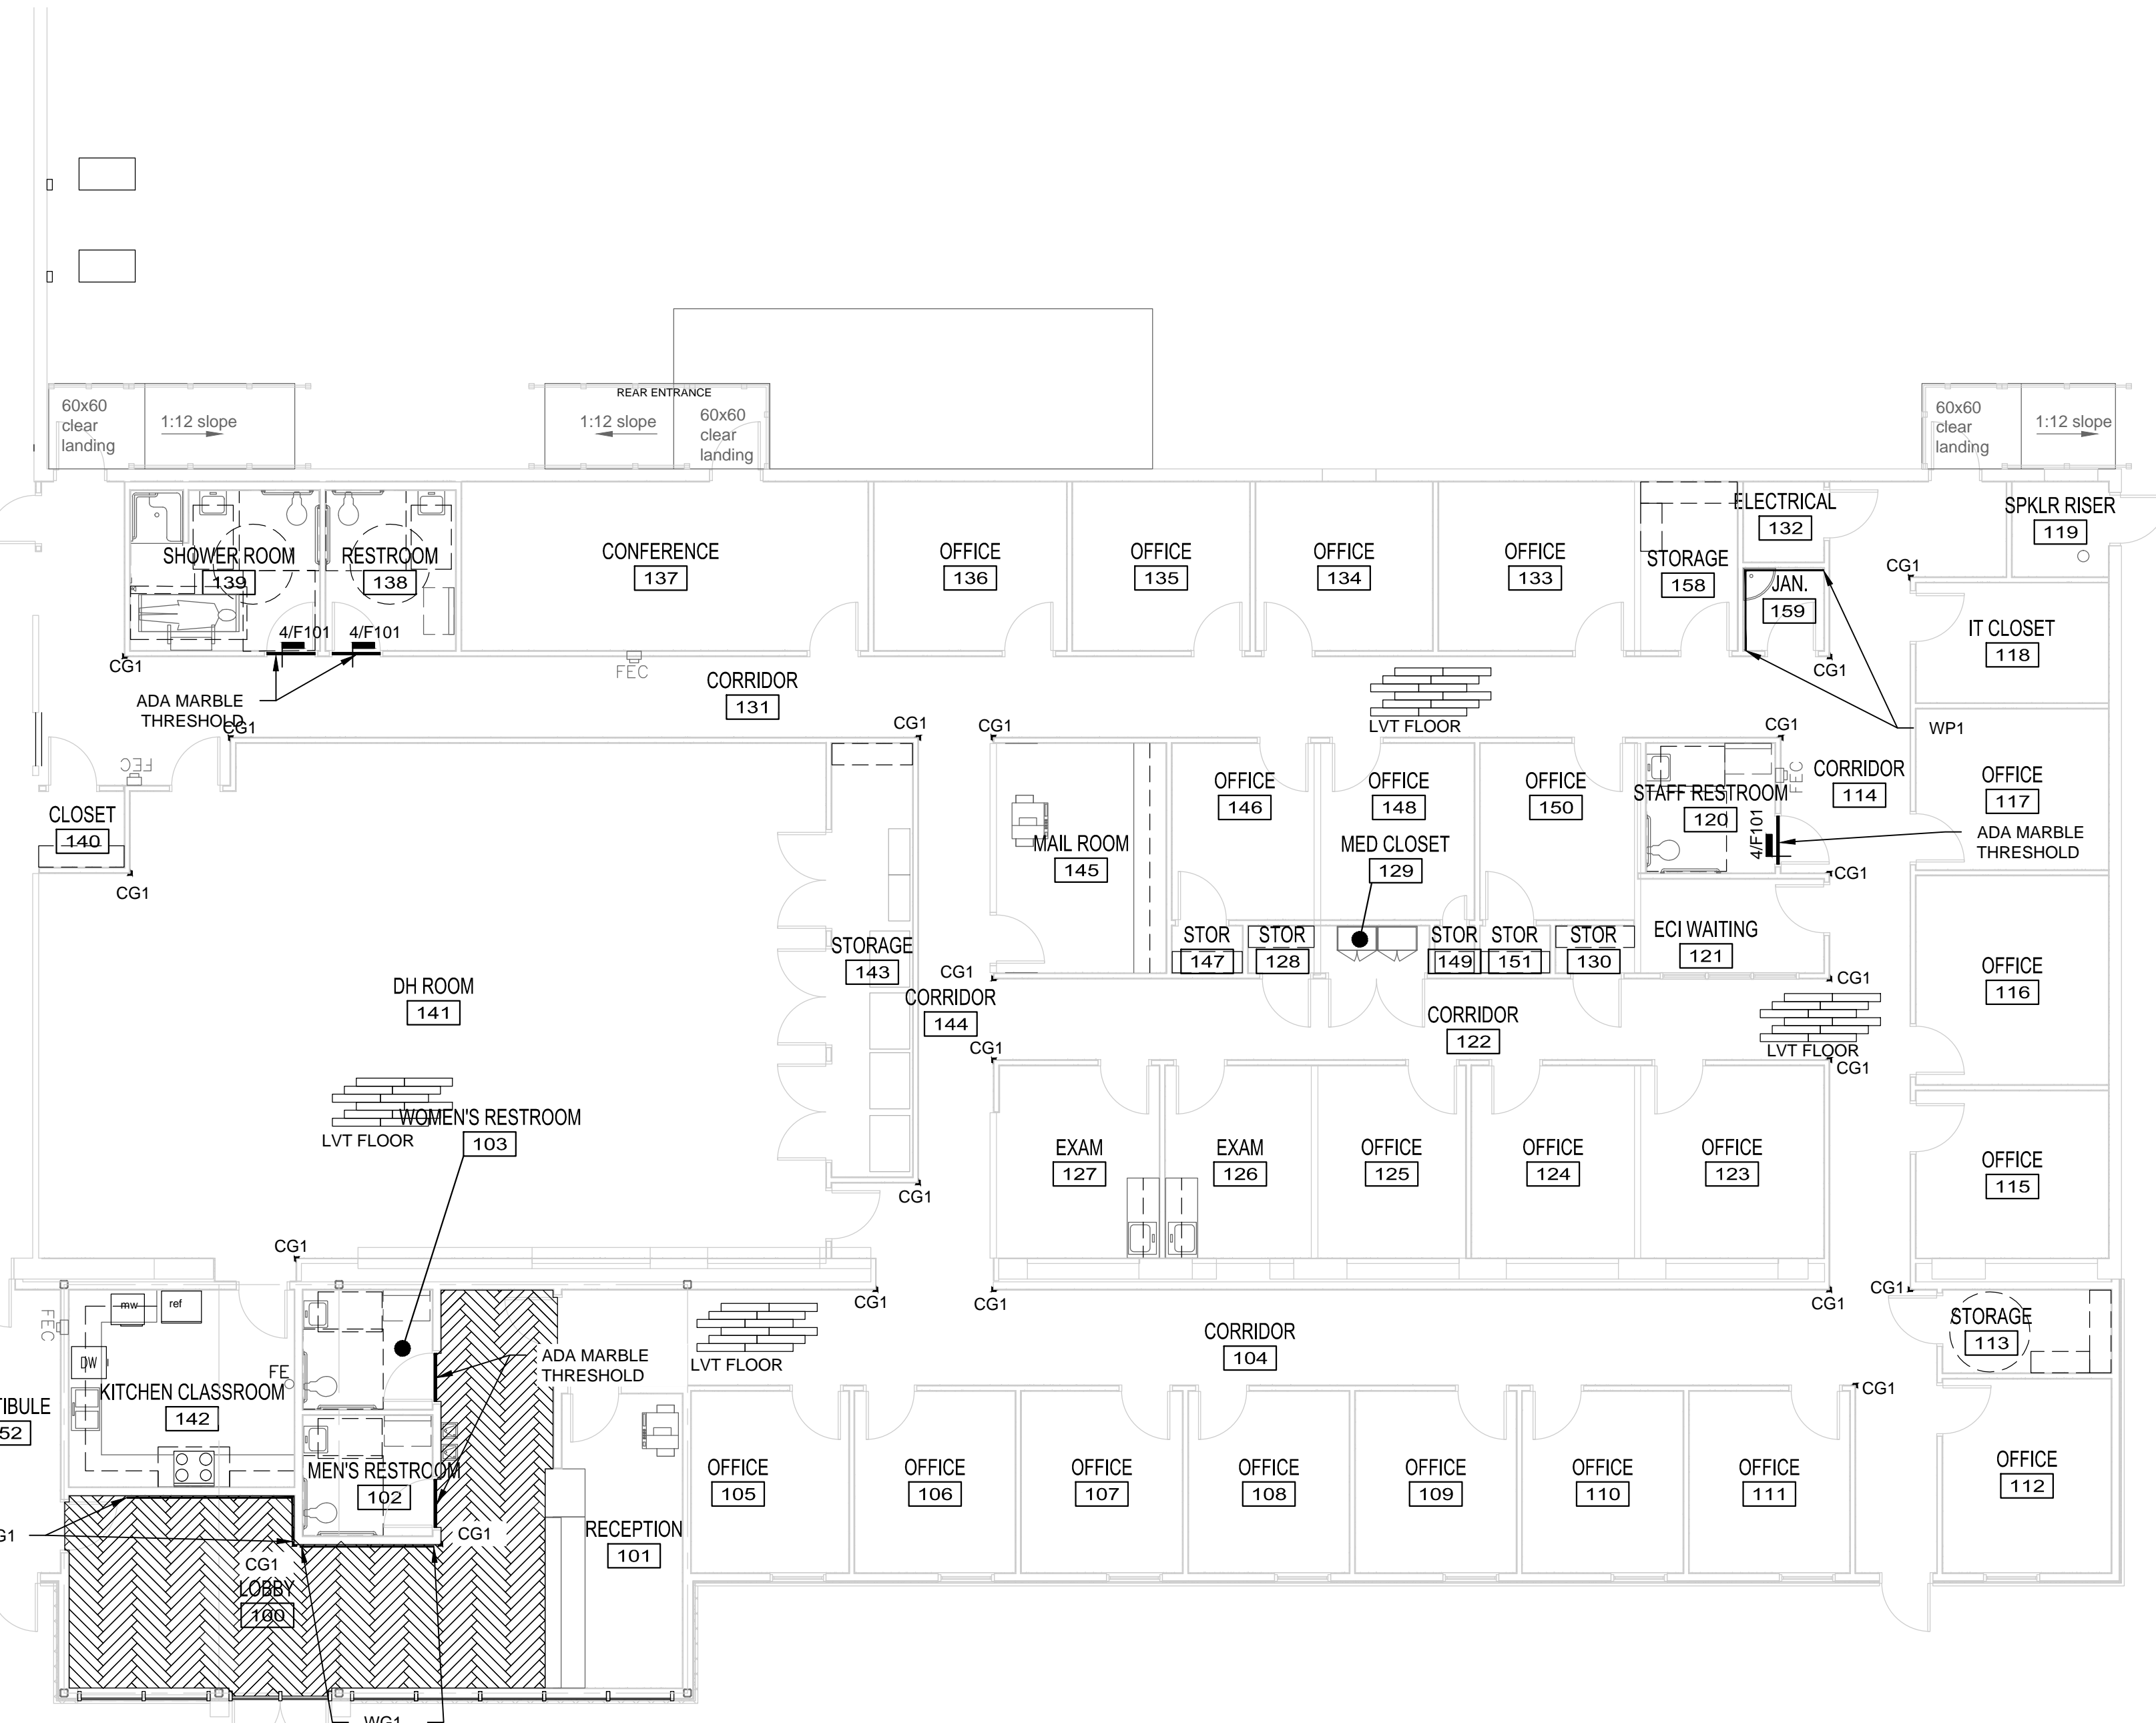 REAR ENTRANCE
60x60
clear
landing
1:12 slope
1:12 slope
60x60
clear
landing
60x60
clear
landing
1:12 slope
SHOWER ROOM
139
RESTROOM
138
CONFERENCE
137
OFFICE
136
OFFICE
135
OFFICE
134
OFFICE
133
STORAGE
158
ELECTRICAL
132
SPKLR RISER
119
JAN.
159
CG1
IT CLOSET
118
4/F101
4/F101
CG1
FEC
CG1
ADA MARBLE
THRESHOLD
CORRIDOR
131
LVT FLOOR
CG1
CG1
CG1
CG1
WP1
FEC
CLOSET
140
CG1
MAIL ROOM
145
OFFICE
146
OFFICE
148
OFFICE
150
STAFF RESTROOM
120
4/F101
FEC
CORRIDOR
114
OFFICE
117
ADA MARBLE
THRESHOLD
MED CLOSET
129
CG1
STOR
147
STOR
128
STOR
149
STOR
151
STOR
130
ECI WAITING
121
STORAGE
143
DH ROOM
141
CG1
CORRIDOR
144
CG1
OFFICE
116
CORRIDOR
122
LVT FLOOR
CG1
CG1
LVT FLOOR
WOMEN'S RESTROOM
103
EXAM
127
EXAM
126
OFFICE
125
OFFICE
124
OFFICE
123
OFFICE
115
CG1
CG1
CG1
CG1
CG1
CG1
mw
ref
FEC
DW
FE
KITCHEN CLASSROOM
142
TIBULE
52
ADA MARBLE
THRESHOLD
LVT FLOOR
CORRIDOR
104
STORAGE
113
CG1
MEN'S RESTROOM
102
OFFICE
105
OFFICE
106
OFFICE
107
OFFICE
108
OFFICE
109
OFFICE
110
OFFICE
111
OFFICE
112
G1
CG1
CG1
RECEPTION
101
LOBBY
100
WG1